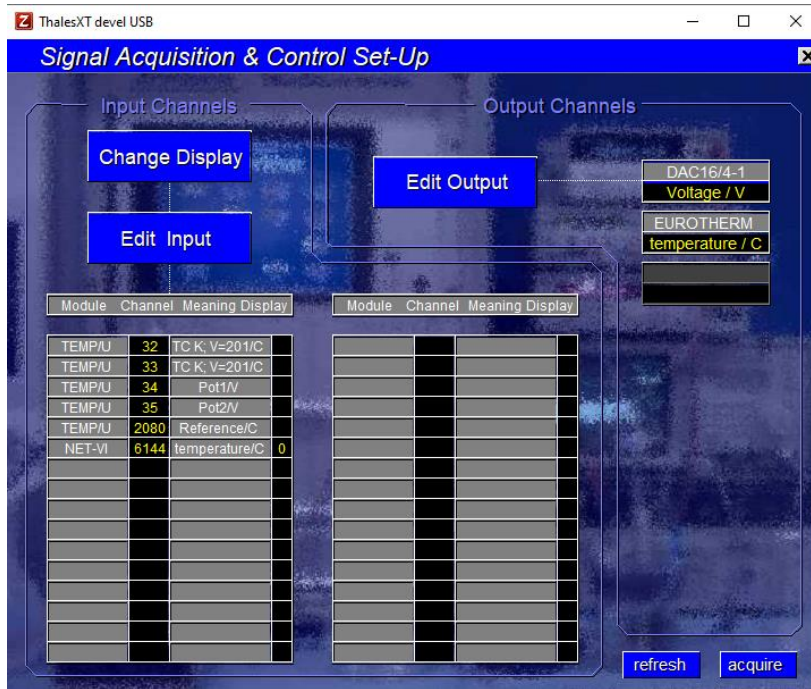 ThalesXT devel USB
Signal Acquisition & Control Set-Up
Input Channels
Output Channels
Change Display
Edit Output
DAC16/4-1
Voltage / V
Edit Input
EUROTHERM
temperature / C
Module Channel Meaning Display
Module Channel Meaning Display
TEMP/U 32 TC K; V=201/C
TEMP/U 33 TC K; V=201/C
TEMP/U 34 Pot1/V
TEMP/U 35 Pot2/V
TEMP/U 2080 Reference/C
NET-VI 6144 temperature/C 0
refresh
acquire